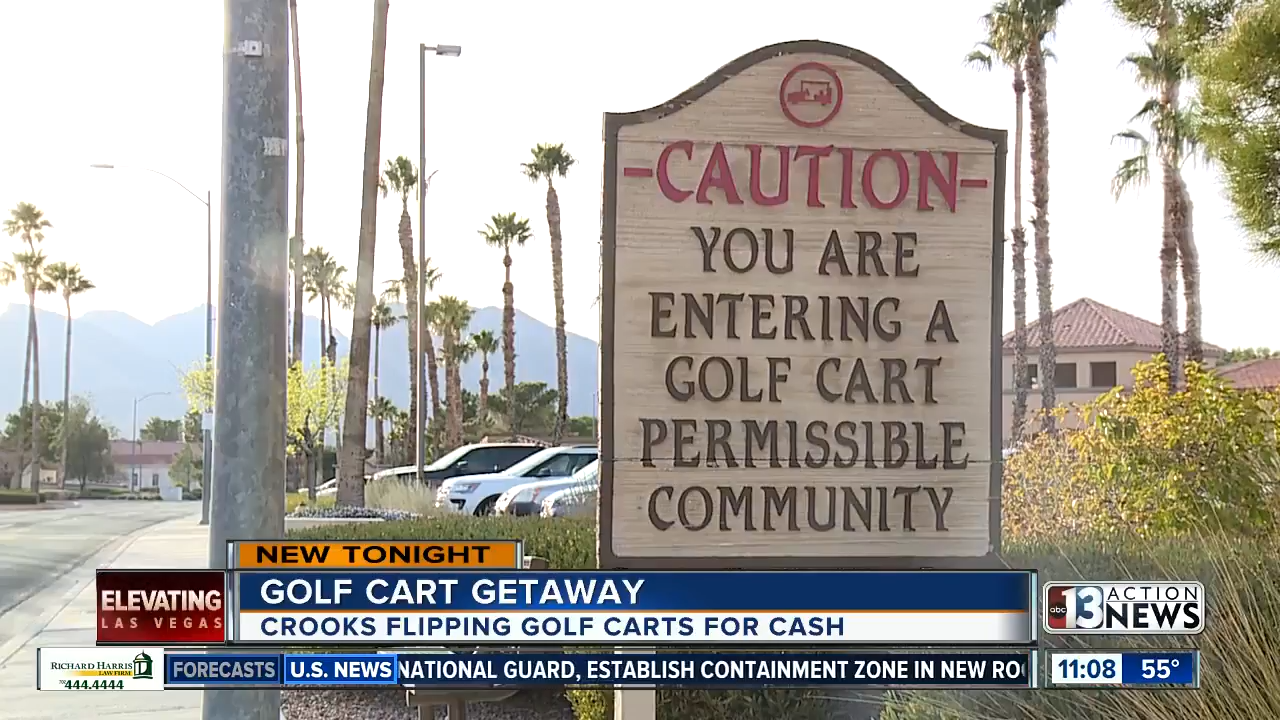 -CAUTION-
YOU ARE
ENTERING A
GOLF CART
PERMISSIBLE
COMMUNITY
NEW TONIGHT
ELEVATING
LAS VEGAS
GOLF CART GETAWAY
CROOKS FLIPPING GOLF CARTS FOR CASH
abc 13 ACTION
NEWS
RICHARD HARRIS
LAW FIRM
702 444.4444
FORECASTS
U.S. NEWS
NATIONAL GUARD, ESTABLISH CONTAINMENT ZONE IN NEW RO
11:08
55°